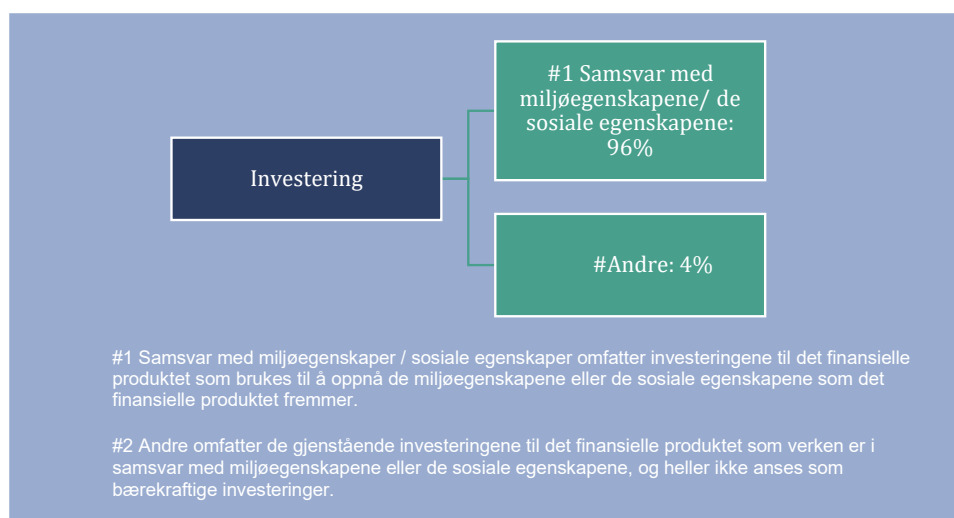 #1 Samsvar med
miljøegenskapene/ de
sosiale egenskapene:
96%
Investering
#Andre: 4%
#1 Samsvar med miljøegenskaper / sosiale egenskaper omfatter investeringene til det finansielle
produktet som brukes til å oppnå de miljøegenskapene eller de sosiale egenskapene som det
finansielle produktet fremmer.
#2 Andre omfatter de gjenstående investeringene til det finansielle produktet som verken er i
samsvar med miljøegenskapene eller de sosiale egenskapene, og heller ikke anses som
bærekraftige investeringer.